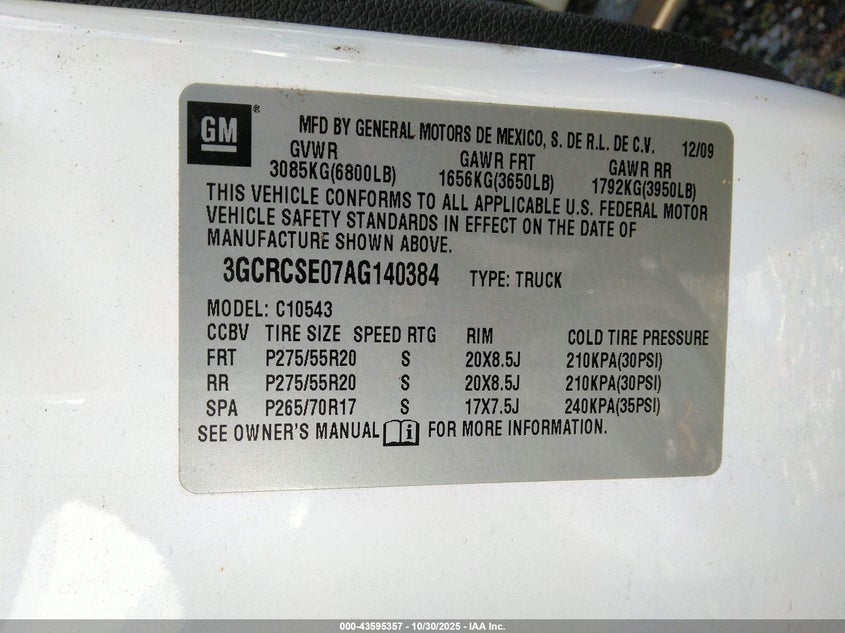 GM ®
MFD BY GENERAL MOTORS DE MEXICO, S. DE R.L. DE C.V. 12/09
GVWR GAWR FRT GAWR RR
3085KG(6800LB) 1656KG(3650LB) 1792KG(3950LB)
THIS VEHICLE CONFORMS TO ALL APPLICABLE U.S. FEDERAL MOTOR
VEHICLE SAFETY STANDARDS IN EFFECT ON THE DATE OF
MANUFACTURE SHOWN ABOVE.
3GCRCSE07AG140384 TYPE: TRUCK
MODEL: C10543
CCBV TIRE SIZE SPEED RTG RIM COLD TIRE PRESSURE
FRT P275/55R20 S 20X8.5J 210KPA(30PSI)
RR P275/55R20 S 20X8.5J 210KPA(30PSI)
SPA P265/70R17 S 17X7.5J 240KPA(35PSI)
SEE OWNER'S MANUAL i FOR MORE INFORMATION.
000-43595357 - 10/30/2025 - IAA Inc.